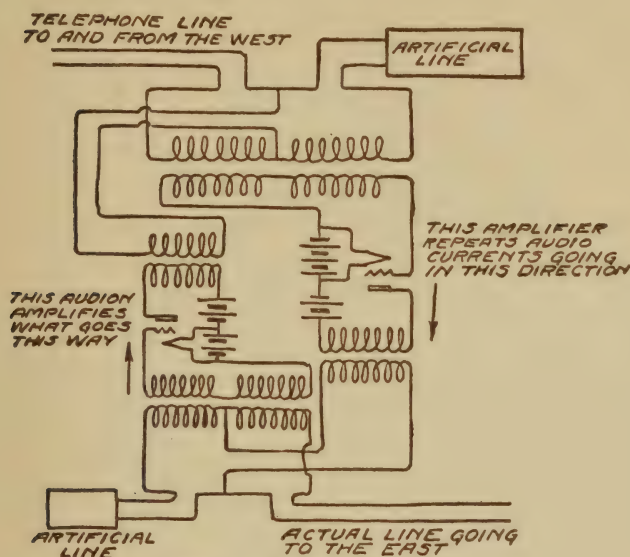 TELEPHONE LINE
TO AND FROM THE WEST
ARTIFICIAL
LINE
THIS AMPLIFIER
REPEATS AUDIO
CURRENTS GOING
IN THIS DIRECTION
THIS AUDION
AMPLIFIES
WHAT GOES
THIS WAY
ARTIFICIAL
LINE
ACTUAL LINE GOING
TO THE EAST